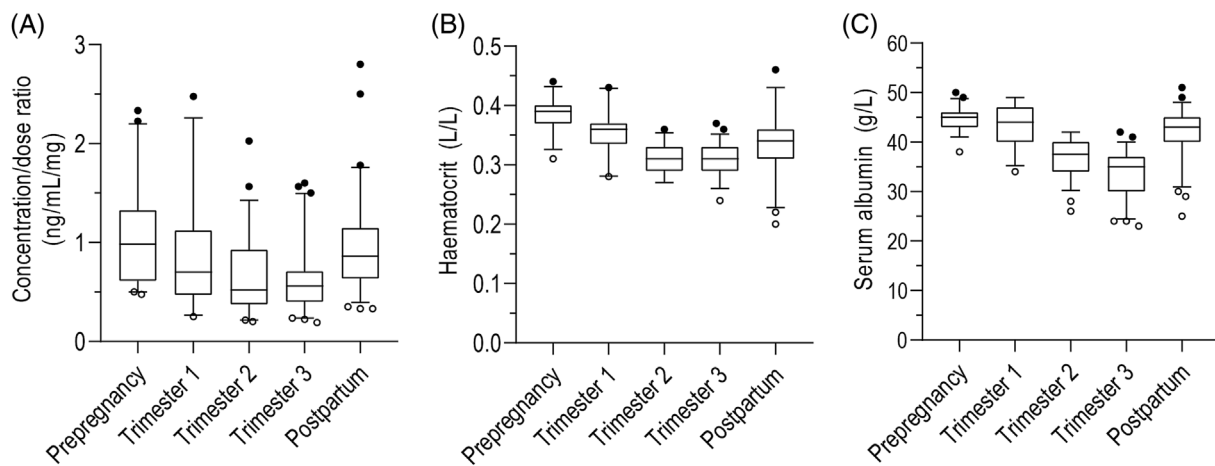 (A)
Concentration/dose ratio
(ng/mL/mg)
3
2
1
0
Prepregnancy
Trimester 1
Trimester 2
Trimester 3
Postpartum
(B)
Haematocrit (L/L)
0.5
0.4
0.3
0.2
0.3
0.0
Prepregnancy
Trimester 1
Trimester 2
Trimester 3
Postpartum
(C)
Serum albumin (g/L)
60
50
40
30
60
10
0
Prepregnancy
Trimester 1
Trimester 2
Trimester 3
Postpartum